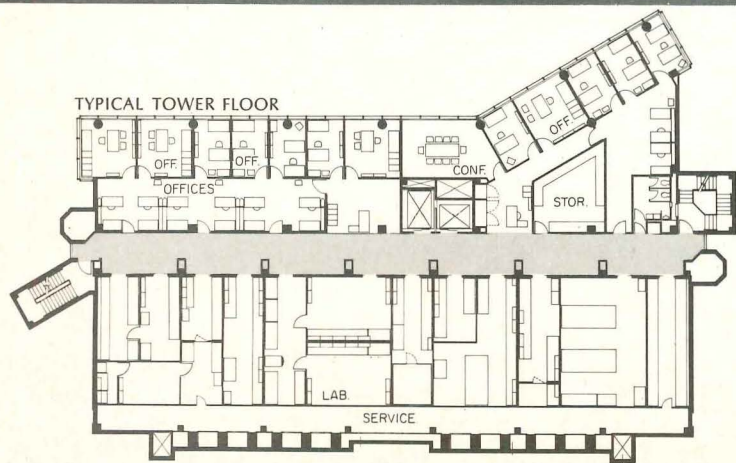 TYPICAL TOWER FLOOR
OFF.
OFF.
OFF.
CONF.
OFFICES
STOR.
LAB.
SERVICE